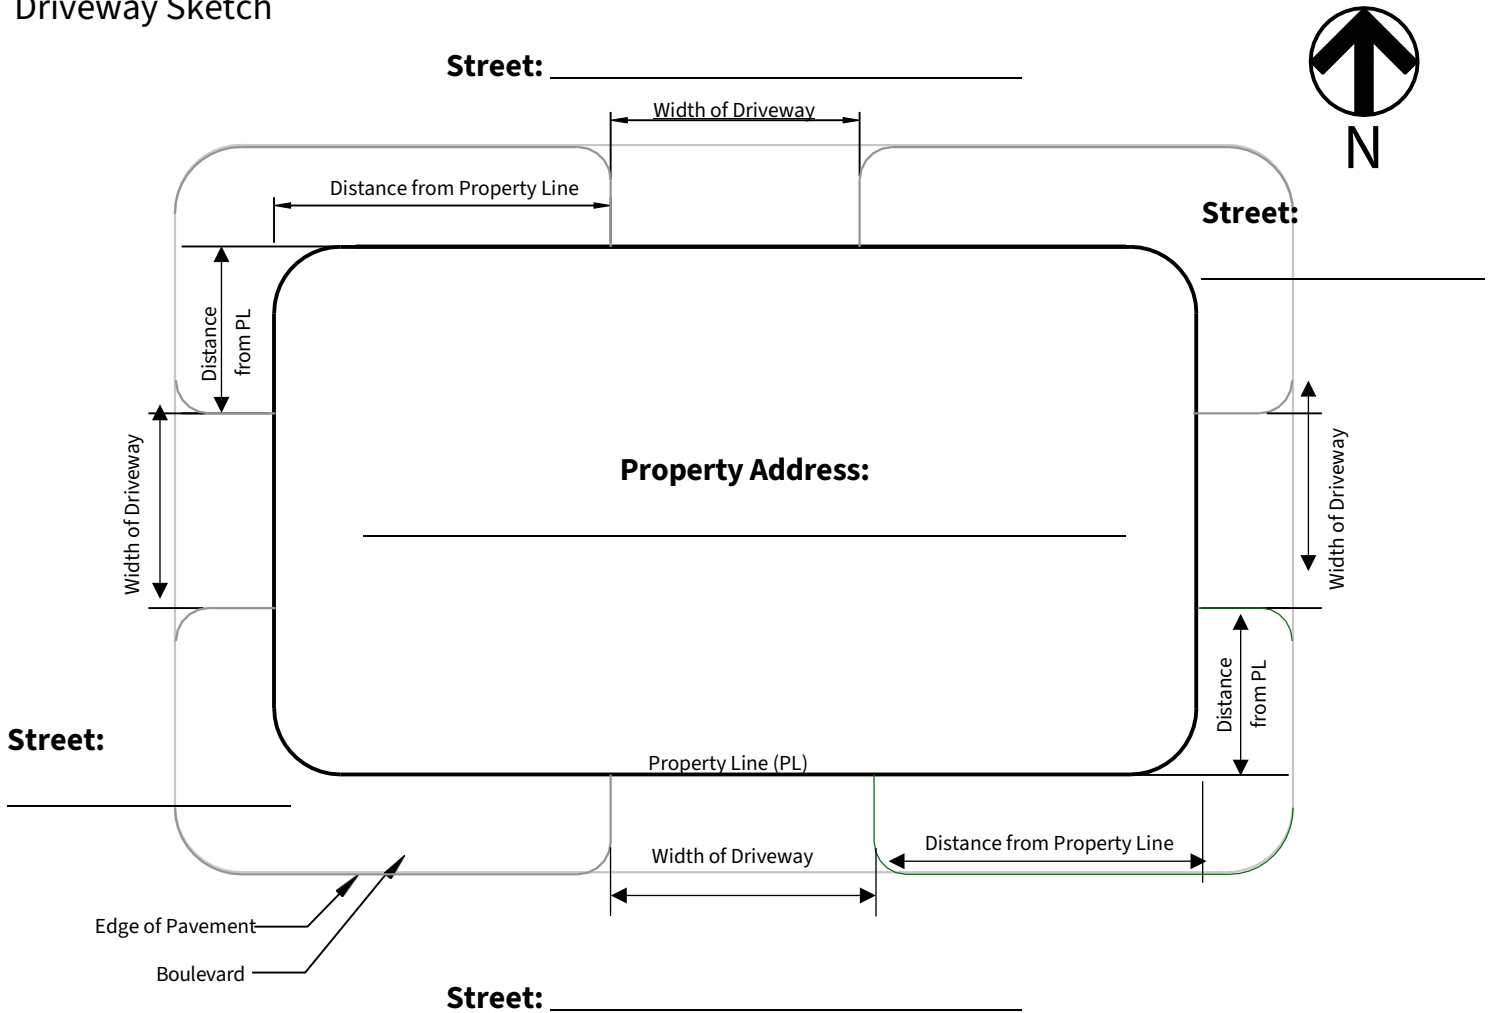 Driveway Sketch
Street:
Width of Driveway
N
Distance from Property Line
Street:
Distance
from PL
Width of Driveway
Property Address:
Width of Driveway
Distance
from PL
Street:
Property Line (PL)
Distance from Property Line
Width of Driveway
Edge of Pavement
Boulevard
Street: